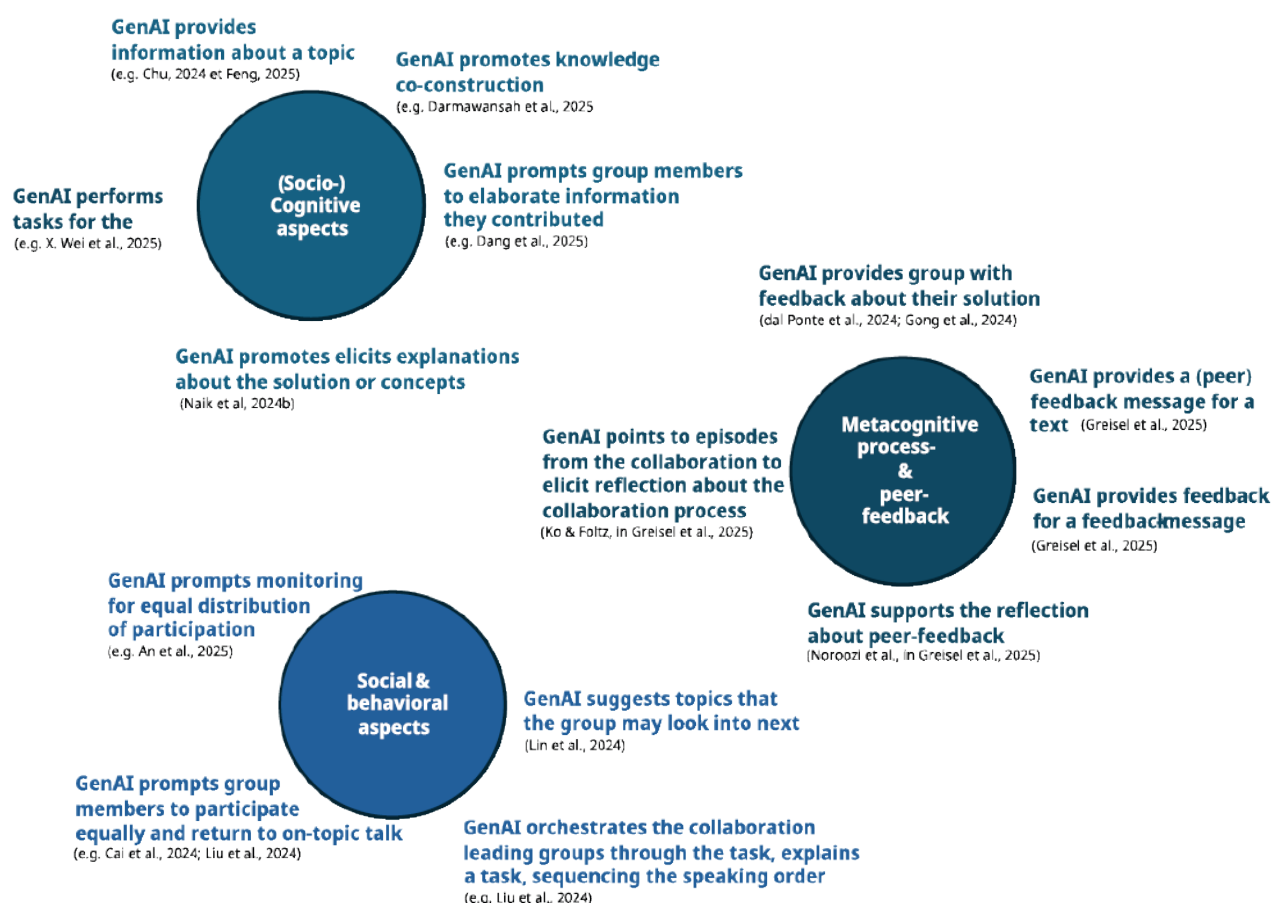 GenAI provides
information about a topic
(e.g. Chu, 2024 et Feng, 2025)
GenAI promotes knowledge
co-construction
(e.g. Darmawansah et al., 2025
GenAI performs
tasks for the
(e.g. X. Wei et al., 2025)
(Socio-)
Cognitive
aspects
GenAI prompts group members
to elaborate information
they contributed
(e.g. Dang et al., 2025)
GenAI promotes elicits explanations
about the solution or concepts
(Naik et al, 2024b)
GenAI provides group with
feedback about their solution
(dal Ponte et al., 2024; Gong et al., 2024)
GenAI points to episodes
from the collaboration to
elicit reflection about the
collaboration process
(Ko & Foltz, in Greisel et al., 2025)
Metacognitive
process-
&
peer-
feedback
GenAI provides a (peer)
feedback message for a
text (Greisel et al., 2025)
GenAI provides feedback
for a feedback-message
(Greisel et al., 2025)
GenAI supports the reflection
about peer-feedback
(Noroozi et al., in Greisel et al., 2025)
GenAI prompts monitoring
for equal distribution
of participation
(e.g. An et al., 2025)
Social &
behavioral
aspects
GenAI suggests topics that
the group may look into next
(Lin et al., 2024)
GenAI prompts group
members to participate
equally and return to on-topic talk
(e.g. Cai et al., 2024; Liu et al., 2024)
GenAI orchestrates the collaboration
leading groups through the task, explains
a task, sequencing the speaking order
(e.g. Liu et al., 2024)